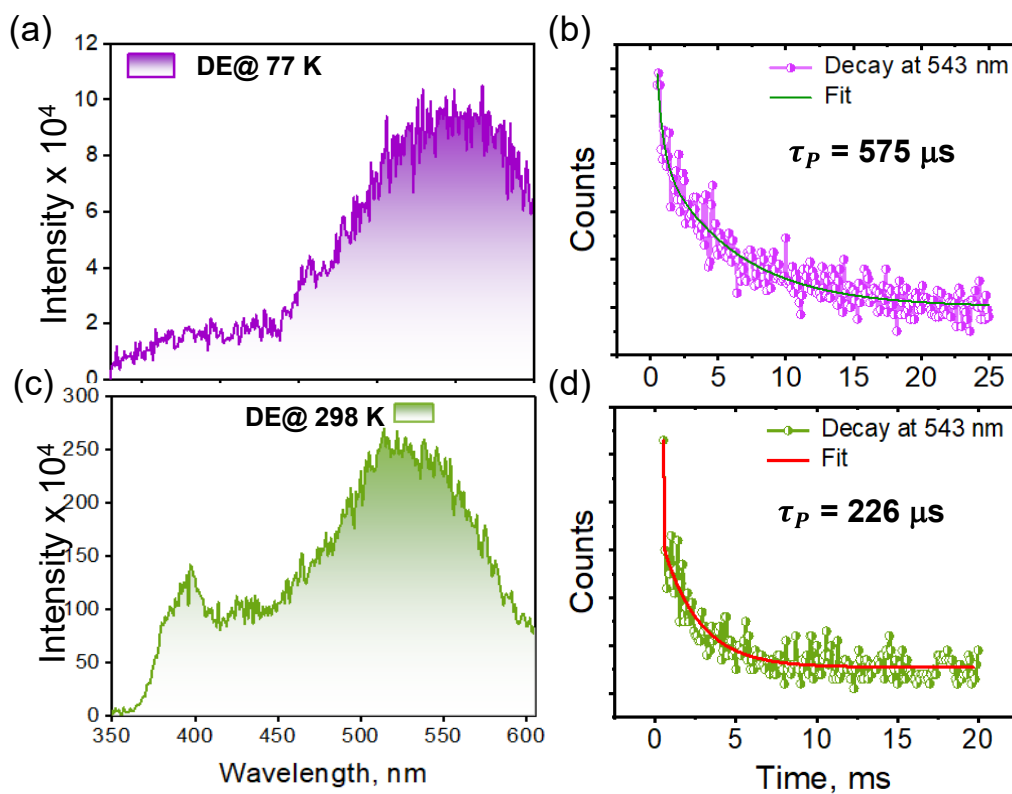 (a)
12
10
8
6
4
2
0
Intensity x 10⁴
DE@ 77 K
(b)
Counts
Decay at 543 nm
Fit
τP = 575 μs
0 5 10 15 20 25
(c)
300
250
200
150
100
50
0
Intensity x 10⁴
DE@ 298 K
350 400 450 500 550 600
Wavelength, nm
(d)
Counts
Decay at 543 nm
Fit
τP = 226 μs
0 5 10 15 20
Time, ms